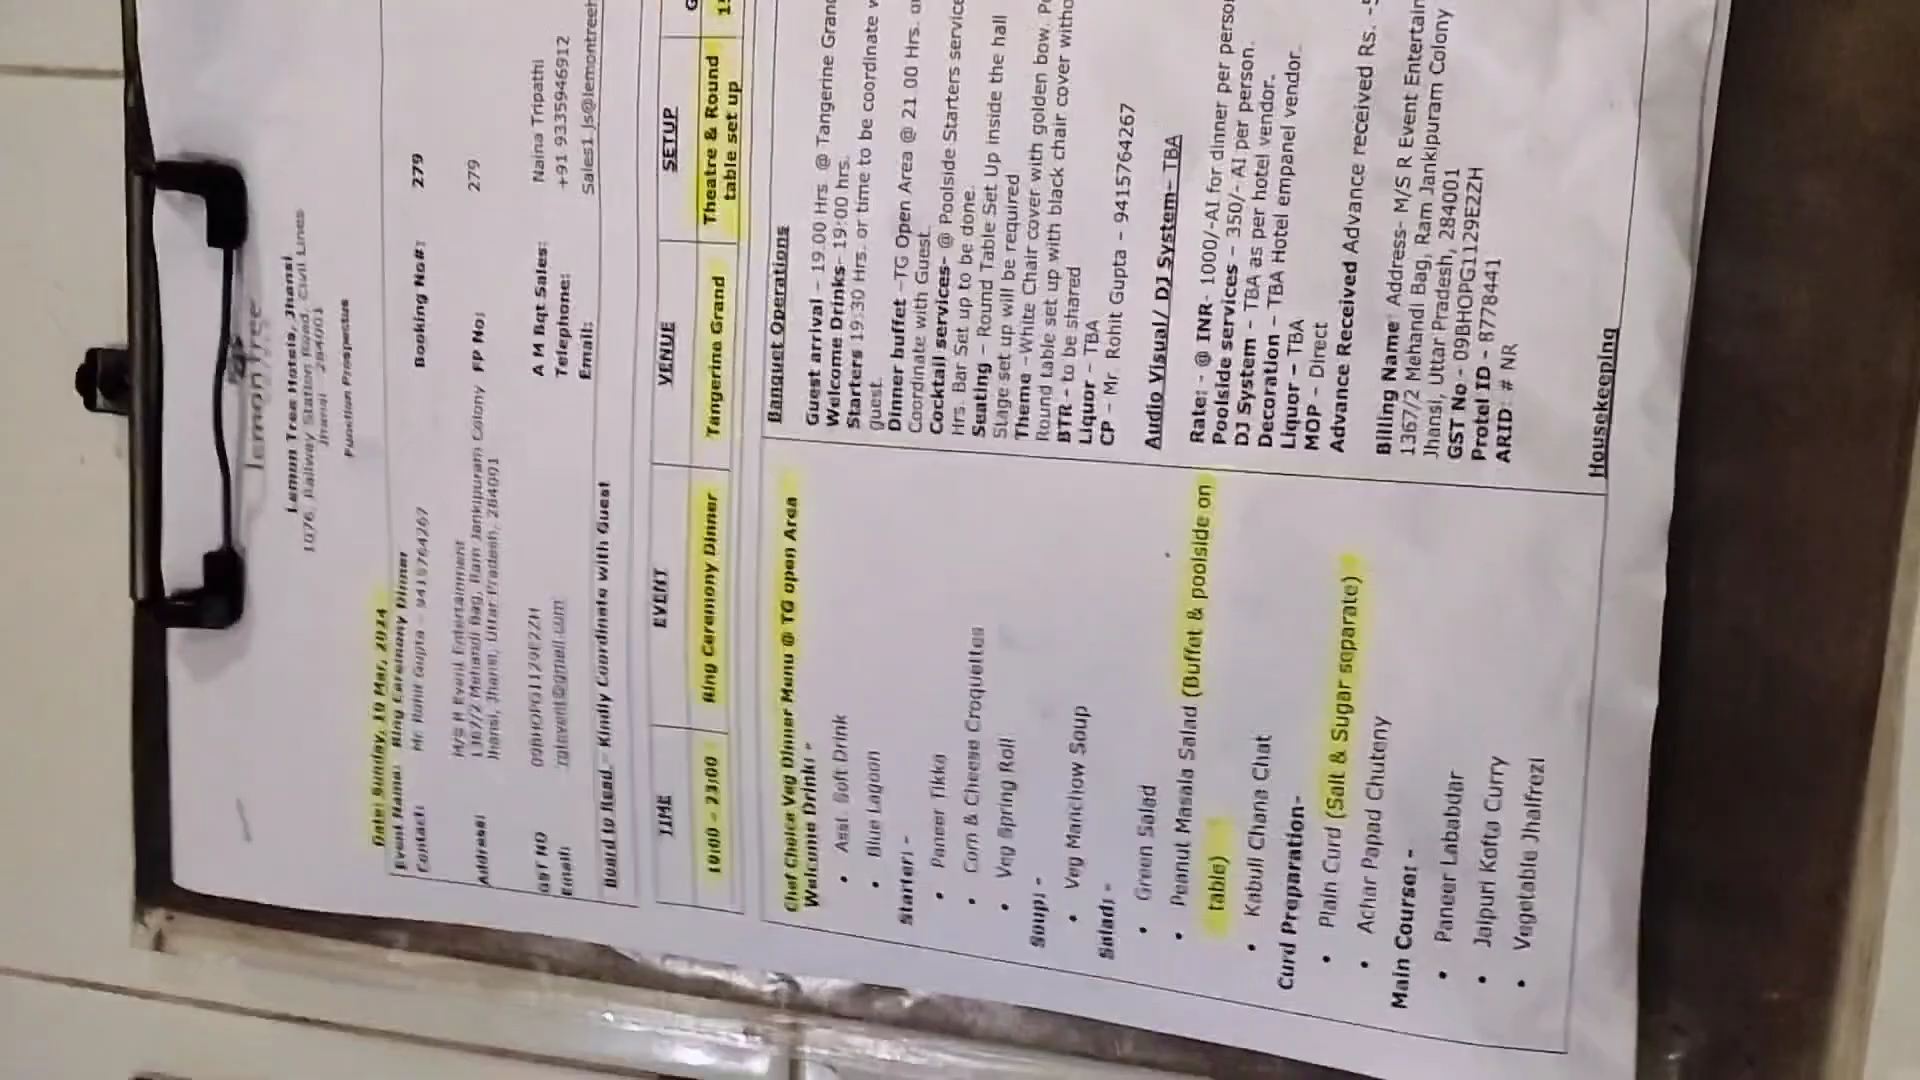 lemontree
Lemon Tree Hotels, Jhansi
1076, Railway Station Road, Civil Lines
Jhansi - 284001
Function Prospectus
Date: Sunday, 10 Mar, 2024
Event Name: Ring Ceremony Dinner
Contact: Mr. Rohit Gupta - 9415764267
Booking No#: 279
Address: M/S R Event Entertainment
1367/2 Mehandi Bag, Ram Jankipuram Colony
Jhansi, Jhansi, Uttar Pradesh, 284001
FP No: 279
GST NO 09BHOPG1129E2ZH
Email:
A M Bqt Sales: Naina Tripathi
Telephone: +91 9335946912
Email: Sales1.js@lemontreeh
Board to Read - Kindly Coordinate with Guest
TIME EVENT VENUE SETUP G
19:00 - 23:00 Ring Ceremony Dinner Tangerine Grand Theatre & Round
table set up
Chef Choice Veg Dinner Menu @ TG open Area
Welcome Drink: -
• Asst. Soft Drink
• Blue Lagoon
Starter: -
• Paneer Tikka
• Corn & Cheese Croquettes
• Veg Spring Roll
Soup: -
• Veg Manchow Soup
Salad: -
• Green Salad
• Peanut Masala Salad (Buffet & poolside on
table)
• Kabuli Chana Chat
Curd Preparation-
• Plain Curd (Salt & Sugar separate)
• Achar Papad Chuteny
Main Course: -
• Paneer Lababdar
• Jaipuri Kofta Curry
• Vegetable Jhalfrezi
Banquet Operations
Guest arrival – 19.00 Hrs. @ Tangerine Grand
Welcome Drinks- 19:00 hrs.
Starters 19:30 Hrs. or time to be coordinate w
guest.
Dinner buffet –TG Open Area @ 21 00 Hrs. or
Coordinate with Guest.
Cocktail services- @ Poolside Starters service
Hrs. Bar Set up to be done.
Seating – Round Table Set Up inside the hall
Stage set up will be required
Theme –White Chair cover with golden bow. Po
Round table set up with black chair cover witho
BTR – to be shared
Liquor – TBA
CP – Mr. Rohit Gupta – 9415764267
Audio Visual/ DJ System– TBA
Rate: - @ INR- 1000/-AI for dinner per person
Poolside services – 350/- AI per person.
DJ System – TBA as per hotel vendor.
Decoration – TBA Hotel empanel vendor.
Liquor – TBA
MOP – Direct
Advance Received Advance received Rs. -5
Billing Name: Address- M/S R Event Entertain
1367/2 Mehandi Bag, Ram Jankipuram Colony
Jhansi, Uttar Pradesh, 284001
GST No - 09BHOPG1129E2ZH
Protel ID - 87778441
ARID: # NR
Housekeeping